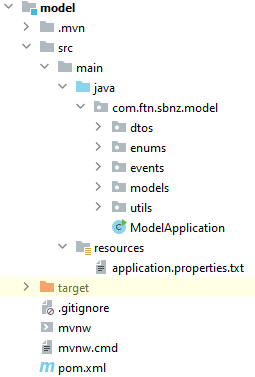 model
.mvn
src
main
java
com.ftn.sbnz.model
dtos
enums
events
models
utils
ModelApplication
resources
application.properties.txt
target
.gitignore
mvnw
mvnw.cmd
pom.xml